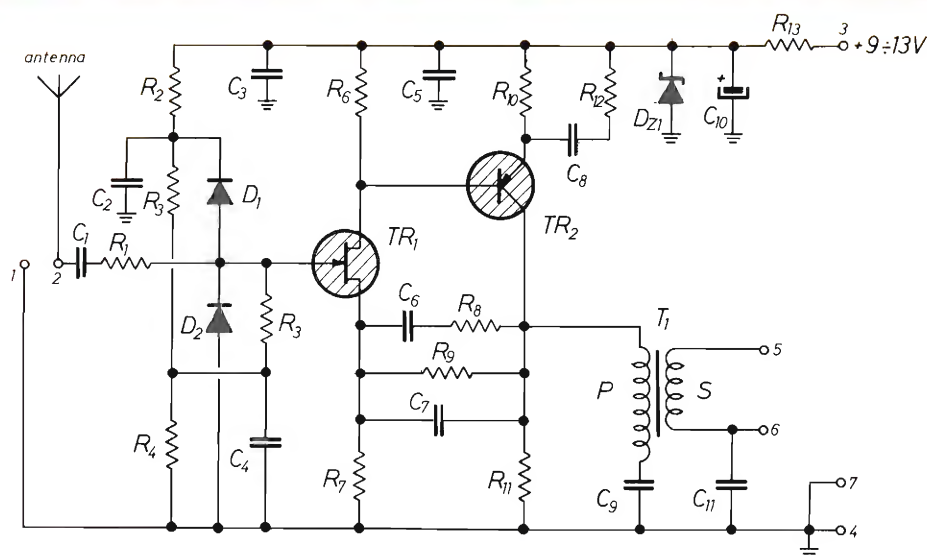 antenna
R2
C3
R6
C5
R10
R12
DZ1
C10
R13
3
+9÷13V
C2
R3
D1
C8
TR2
1
2
C1
R1
TR1
D2
R3
C6
R8
R9
C7
T1
P
S
5
6
R4
C4
R7
R11
C9
C11
7
4
+